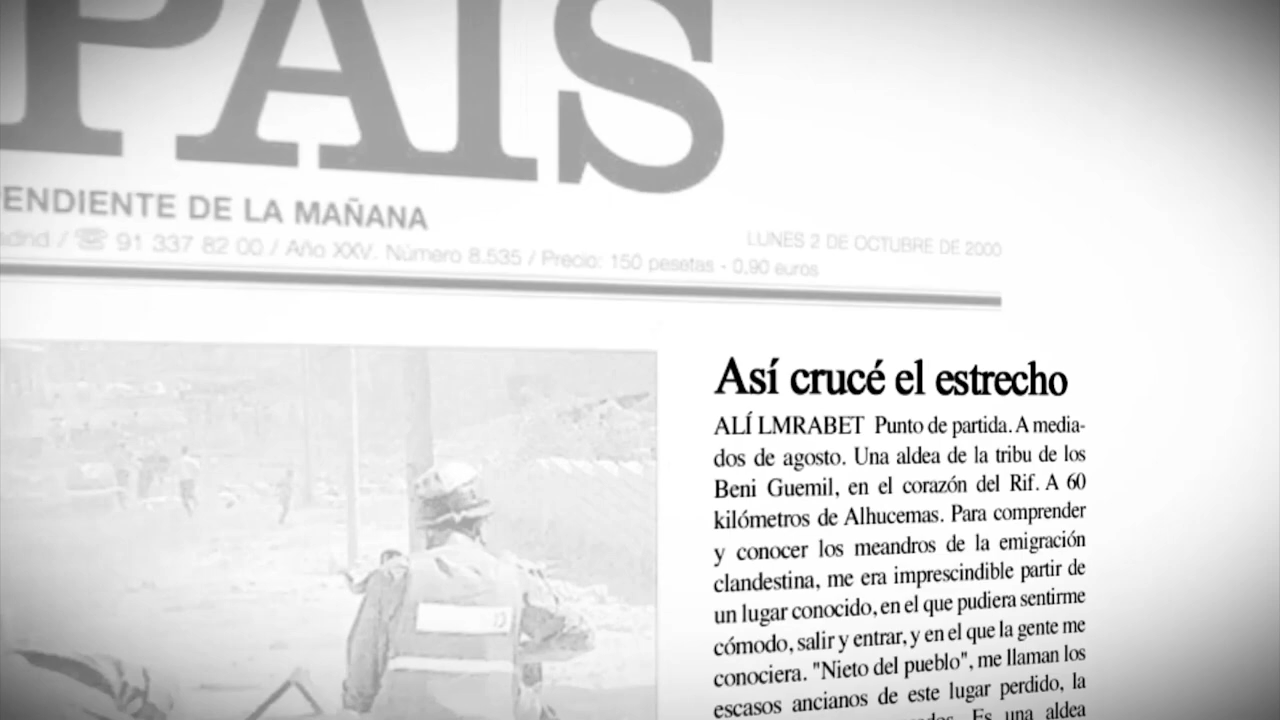 PAIS
PENDIENTE DE LA MAÑANA
LUNES 2 DE OCTUBRE DE 2000
/ ☏ 91 337 82 00 / Año XXV. Número 8.535 / Precio: 150 pesetas - 0,90 euros
Así crucé el estrecho
ALÍ LMRABET Punto de partida. A media-
dos de agosto. Una aldea de la tribu de los
Beni Guemil, en el corazón del Rif. A 60
kilómetros de Alhucemas. Para comprender
y conocer los meandros de la emigración
clandestina, me era imprescindible partir de
un lugar conocido, en el que pudiera sentirme
cómodo, salir y entrar, y en el que la gente me
conociera. "Nieto del pueblo", me llaman los
escasos ancianos de este lugar perdido, la
Es una aldea